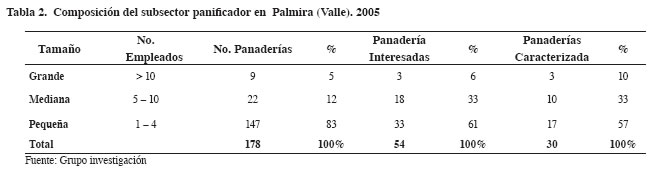 Tabla 2. Composición del subsector panificador en Palmira (Valle). 2005
Tamaño No. Empleados No. Panaderías % Panadería Interesadas % Panaderías Caracterizada %
Grande > 10 9 5 3 6 3 10
Mediana 5 – 10 22 12 18 33 10 33
Pequeña 1 – 4 147 83 33 61 17 57
Total 178 100% 54 100% 30 100%
Fuente: Grupo investigación